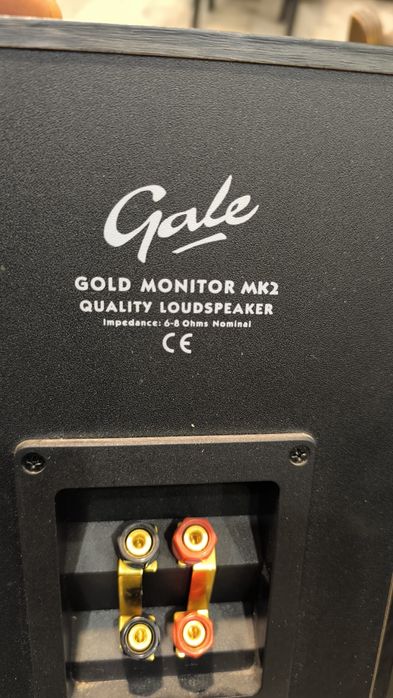 Gale
GOLD MONITOR MK2
QUALITY LOUDSPEAKER
Impedance: 6-8 Ohms Nominal
CE